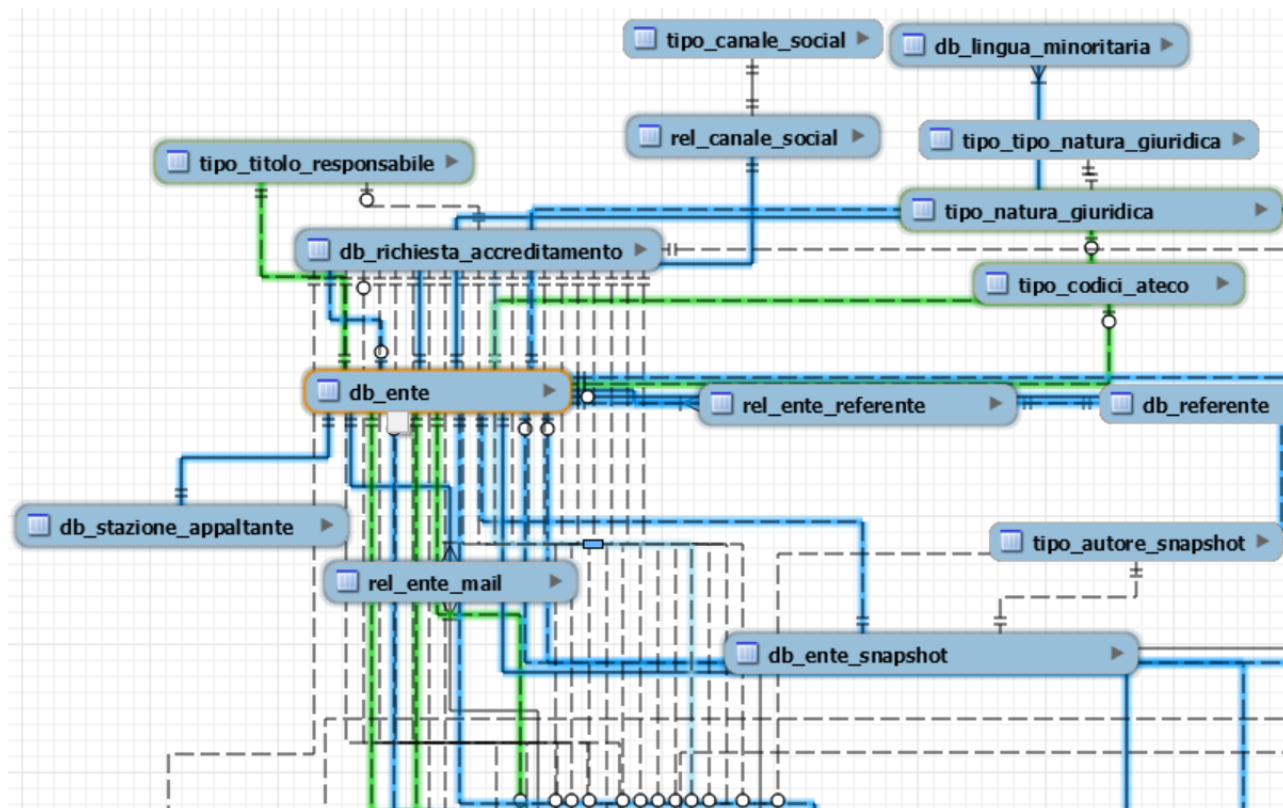 tipo_canale_social
db_lingua_minoritaria
rel_canale_social
tipo_tipo_natura_giuridica
tipo_titolo_responsabile
tipo_natura_giuridica
db_richiesta_accreditamento
tipo_codici_ateco
db_ente
rel_ente_referente
db_referente
db_stazione_appaltante
tipo_autore_snapshot
rel_ente_mail
db_ente_snapshot